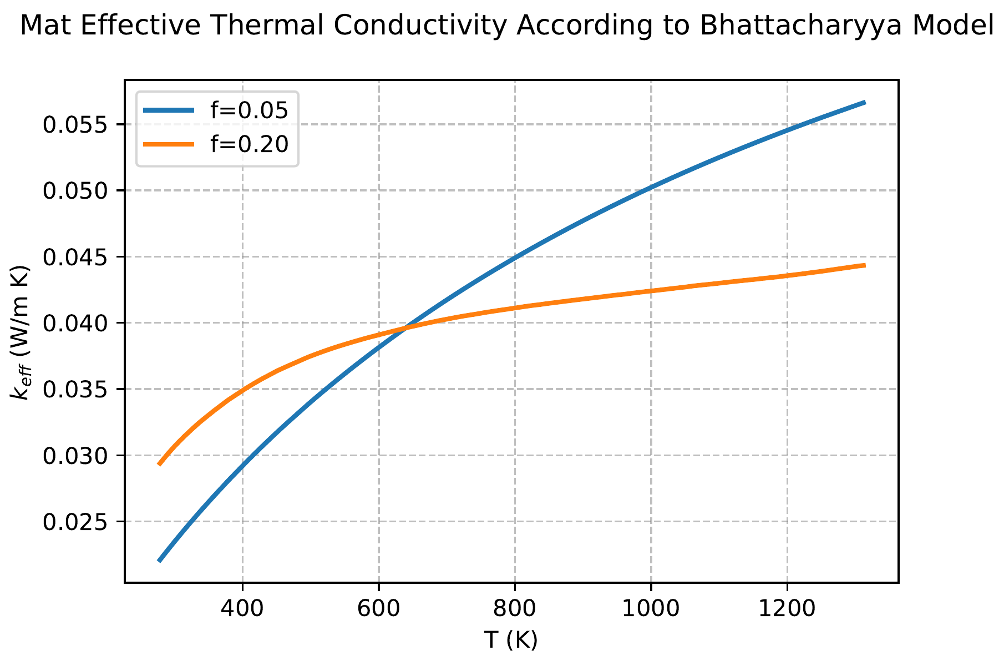 Mat Effective Thermal Conductivity According to Bhattacharyya Model
f=0.05
f=0.20
0.055
0.050
0.045
0.040
0.035
0.030
0.025
k_eff (W/m K)
400 600 800 1000 1200
T (K)